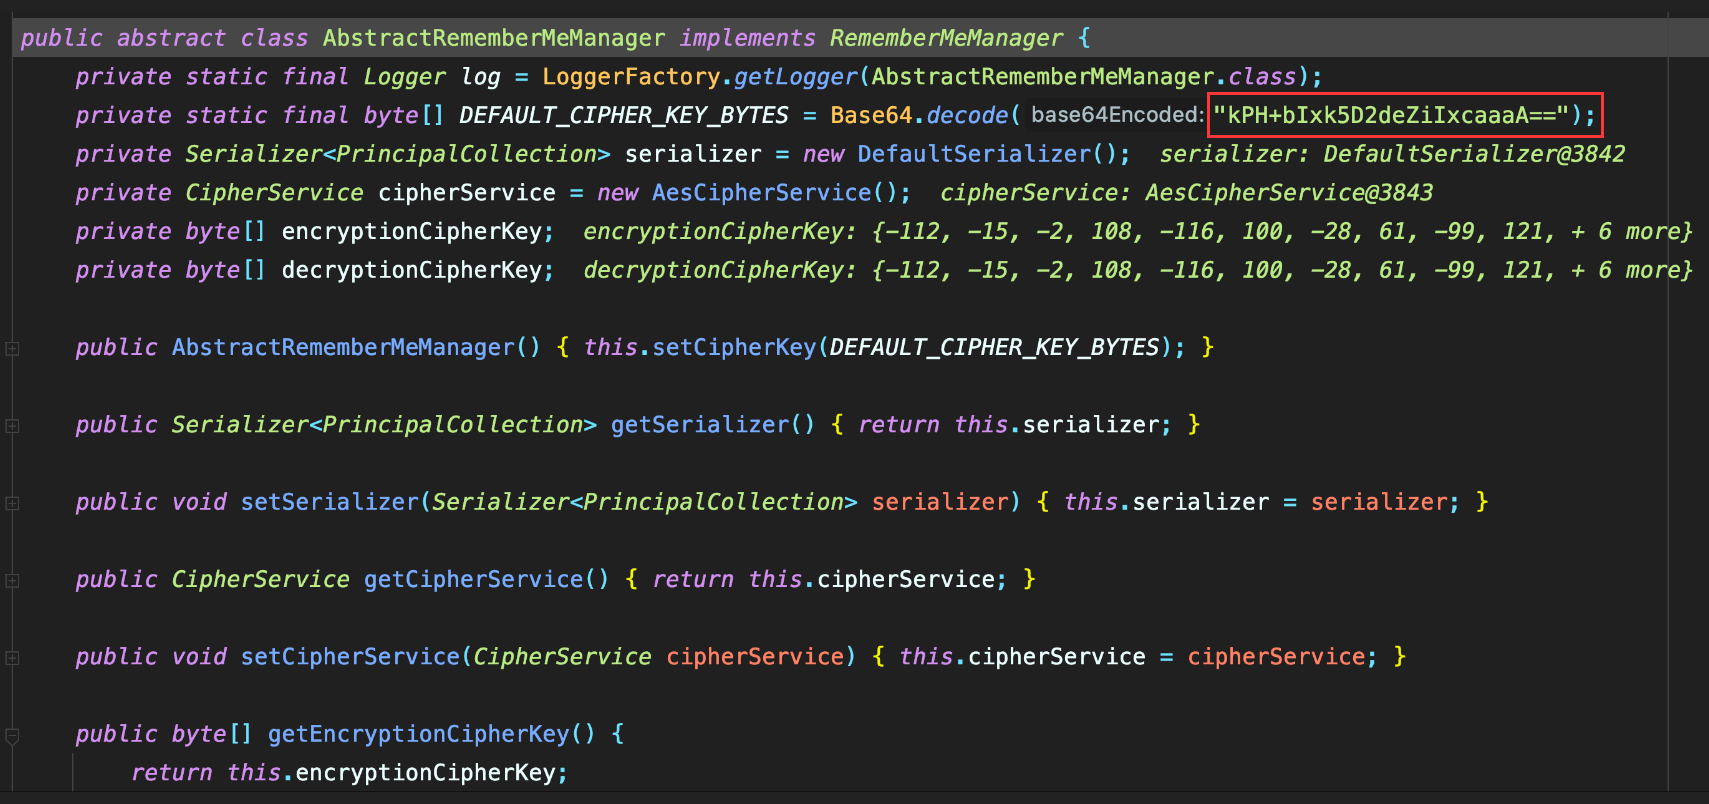 public abstract class AbstractRememberMeManager implements RememberMeManager {
private static final Logger log = LoggerFactory.getLogger(AbstractRememberMeManager.class);
private static final byte[] DEFAULT_CIPHER_KEY_BYTES = Base64.decode( base64Encoded: "kPH+bIxk5D2deZiIxcaaaA==");
private Serializer<PrincipalCollection> serializer = new DefaultSerializer(); serializer: DefaultSerializer@3842
private CipherService cipherService = new AesCipherService(); cipherService: AesCipherService@3843
private byte[] encryptionCipherKey; encryptionCipherKey: {-112, -15, -2, 108, -116, 100, -28, 61, -99, 121, + 6 more}
private byte[] decryptionCipherKey; decryptionCipherKey: {-112, -15, -2, 108, -116, 100, -28, 61, -99, 121, + 6 more}
public AbstractRememberMeManager() { this.setCipherKey(DEFAULT_CIPHER_KEY_BYTES); }
public Serializer<PrincipalCollection> getSerializer() { return this.serializer; }
public void setSerializer(Serializer<PrincipalCollection> serializer) { this.serializer = serializer; }
public CipherService getCipherService() { return this.cipherService; }
public void setCipherService(CipherService cipherService) { this.cipherService = cipherService; }
public byte[] getEncryptionCipherKey() {
return this.encryptionCipherKey;